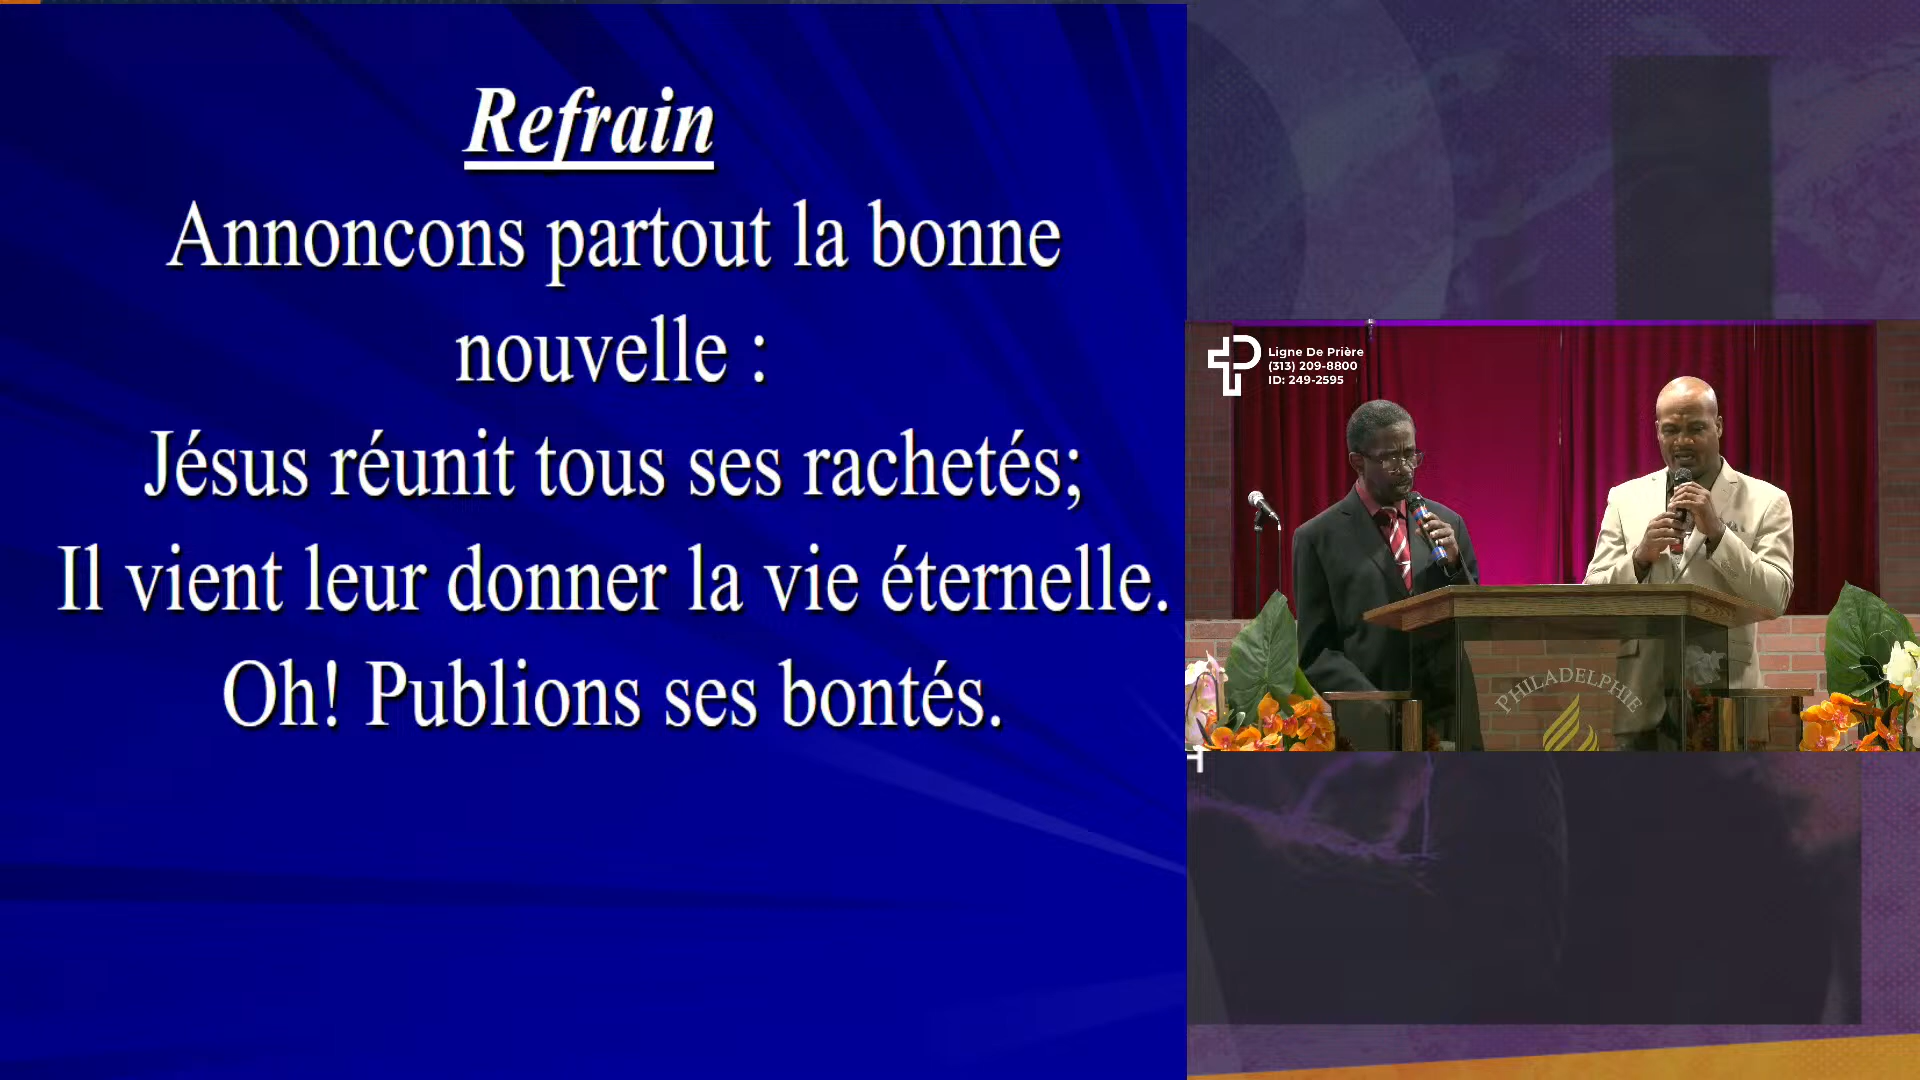 Refrain
Annoncons partout la bonne
nouvelle :
Jésus réunit tous ses rachetés;
Il vient leur donner la vie éternelle.
Oh! Publions ses bontés.
Ligne De Prière
(313) 209-8800
ID: 249-2595
PHILADELPHIE